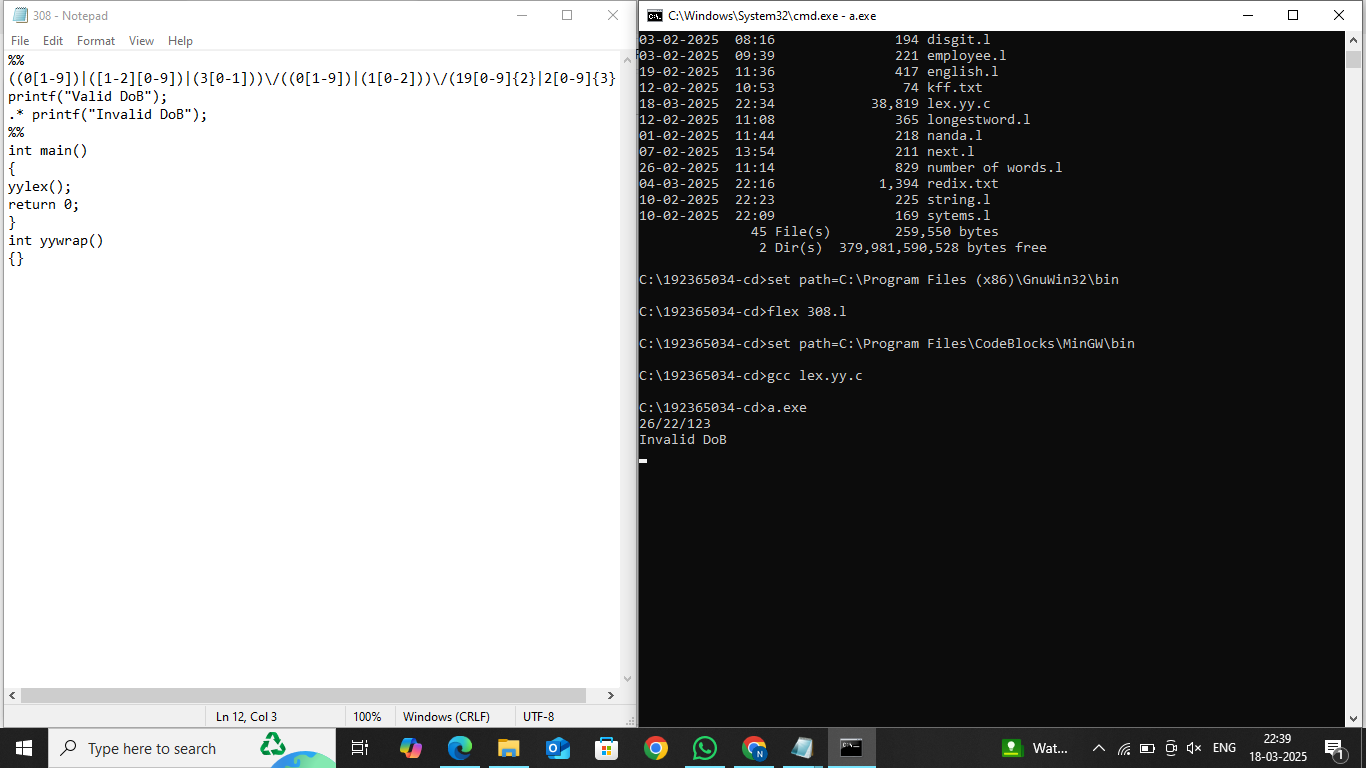 308 - Notepad
File Edit Format View Help
%%
((0[1-9])|([1-2][0-9])|(3[0-1]))\/((0[1-9])|(1[0-2]))\/(19[0-9]{2}|2[0-9]{3}
printf("Valid DoB");
.* printf("Invalid DoB");
%%
int main()
{
yylex();
return 0;
}
int yywrap()
{}
Ln 12, Col 3 100% Windows (CRLF) UTF-8
C:\Windows\System32\cmd.exe - a.exe
03-02-2025 08:16 194 disgit.l
03-02-2025 09:39 221 employee.l
19-02-2025 11:36 417 english.l
12-02-2025 10:53 74 kff.txt
18-03-2025 22:34 38,819 lex.yy.c
12-02-2025 11:08 365 longestword.l
01-02-2025 11:44 218 nanda.l
07-02-2025 13:54 211 next.l
26-02-2025 11:14 829 number of words.l
04-03-2025 22:16 1,394 redix.txt
10-02-2025 22:23 225 string.l
10-02-2025 22:09 169 sytems.l
45 File(s) 259,550 bytes
2 Dir(s) 379,981,590,528 bytes free
C:\192365034-cd>set path=C:\Program Files (x86)\GnuWin32\bin
C:\192365034-cd>flex 308.l
C:\192365034-cd>set path=C:\Program Files\CodeBlocks\MinGW\bin
C:\192365034-cd>gcc lex.yy.c
C:\192365034-cd>a.exe
26/22/123
Invalid DoB
Type here to search
Wat...
ENG
22:39
18-03-2025
1